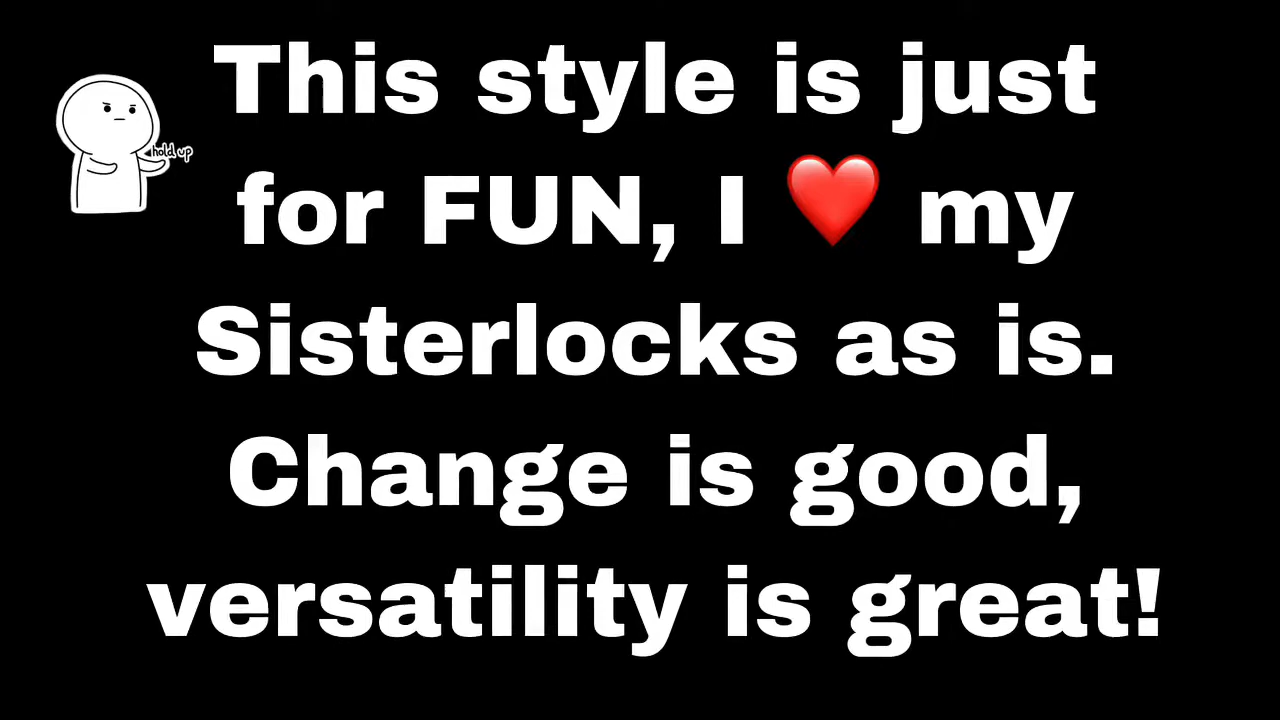 This style is just
for FUN, I ❤️ my
Sisterlocks as is.
Change is good,
versatility is great!
hold up